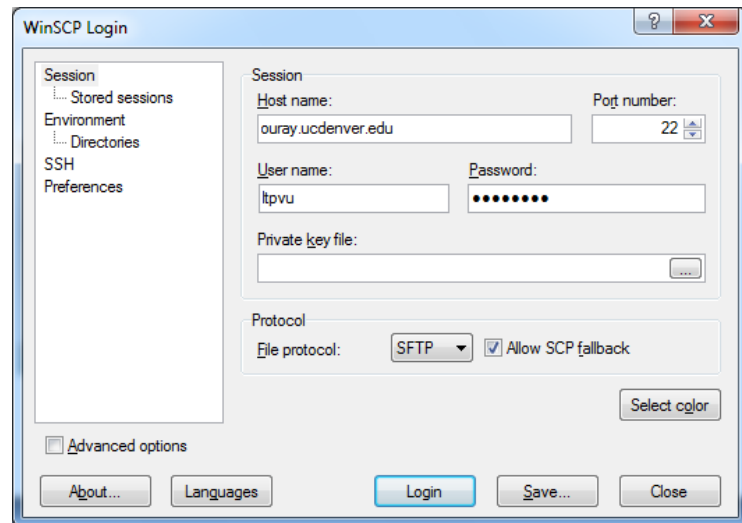 WinSCP Login
Session
Stored sessions
Environment
Directories
SSH
Preferences
Session
Host name:
Port number:
ouray.ucdenver.edu
22
User name:
Password:
ltpvu
••••••••
Private key file:
...
Protocol
File protocol:
SFTP
Allow SCP fallback
Select color
Advanced options
About...
Languages
Login
Save...
Close